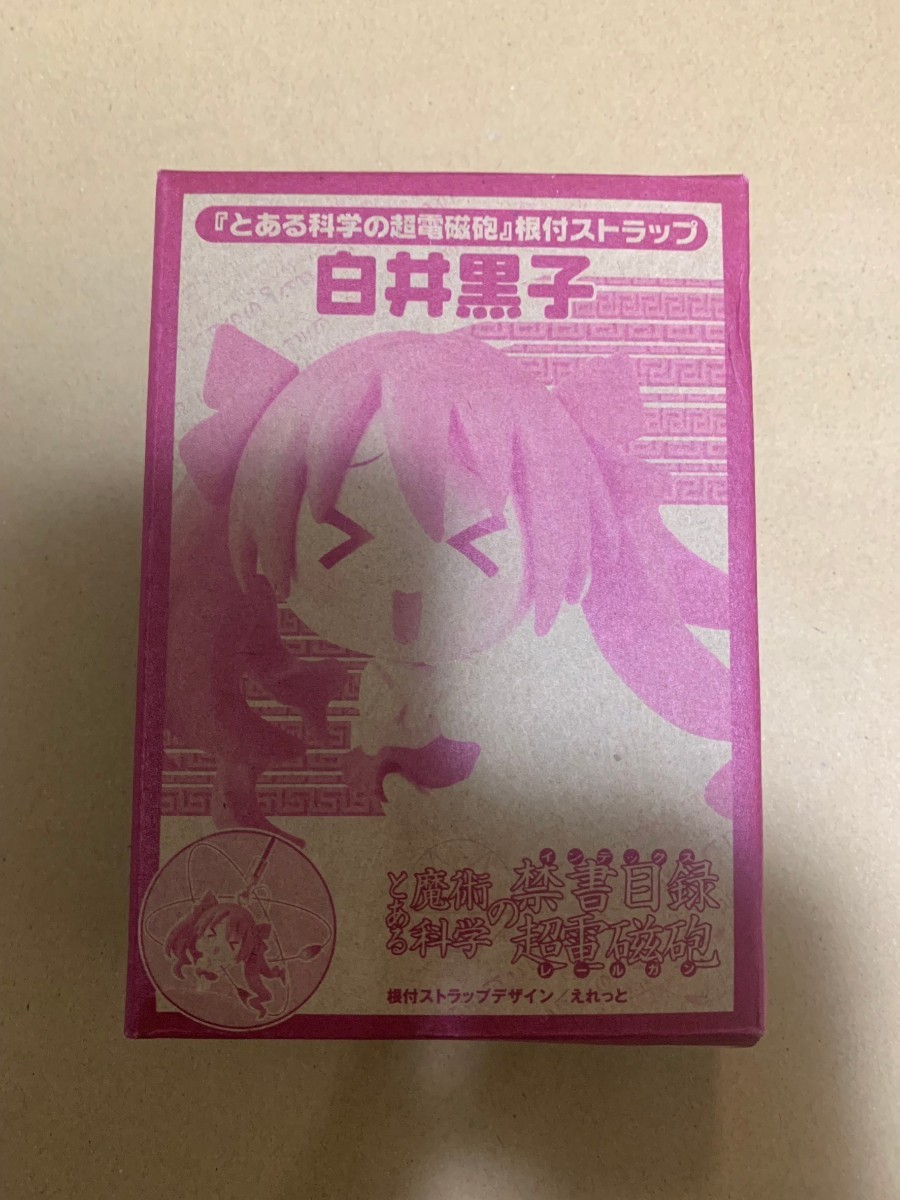 『とある科学の超電磁砲』根付ストラップ
白井黒子
インデックス
とある魔術の禁書目録
とある科学の超電磁砲
レールガン
根付ストラップデザイン/えれっと